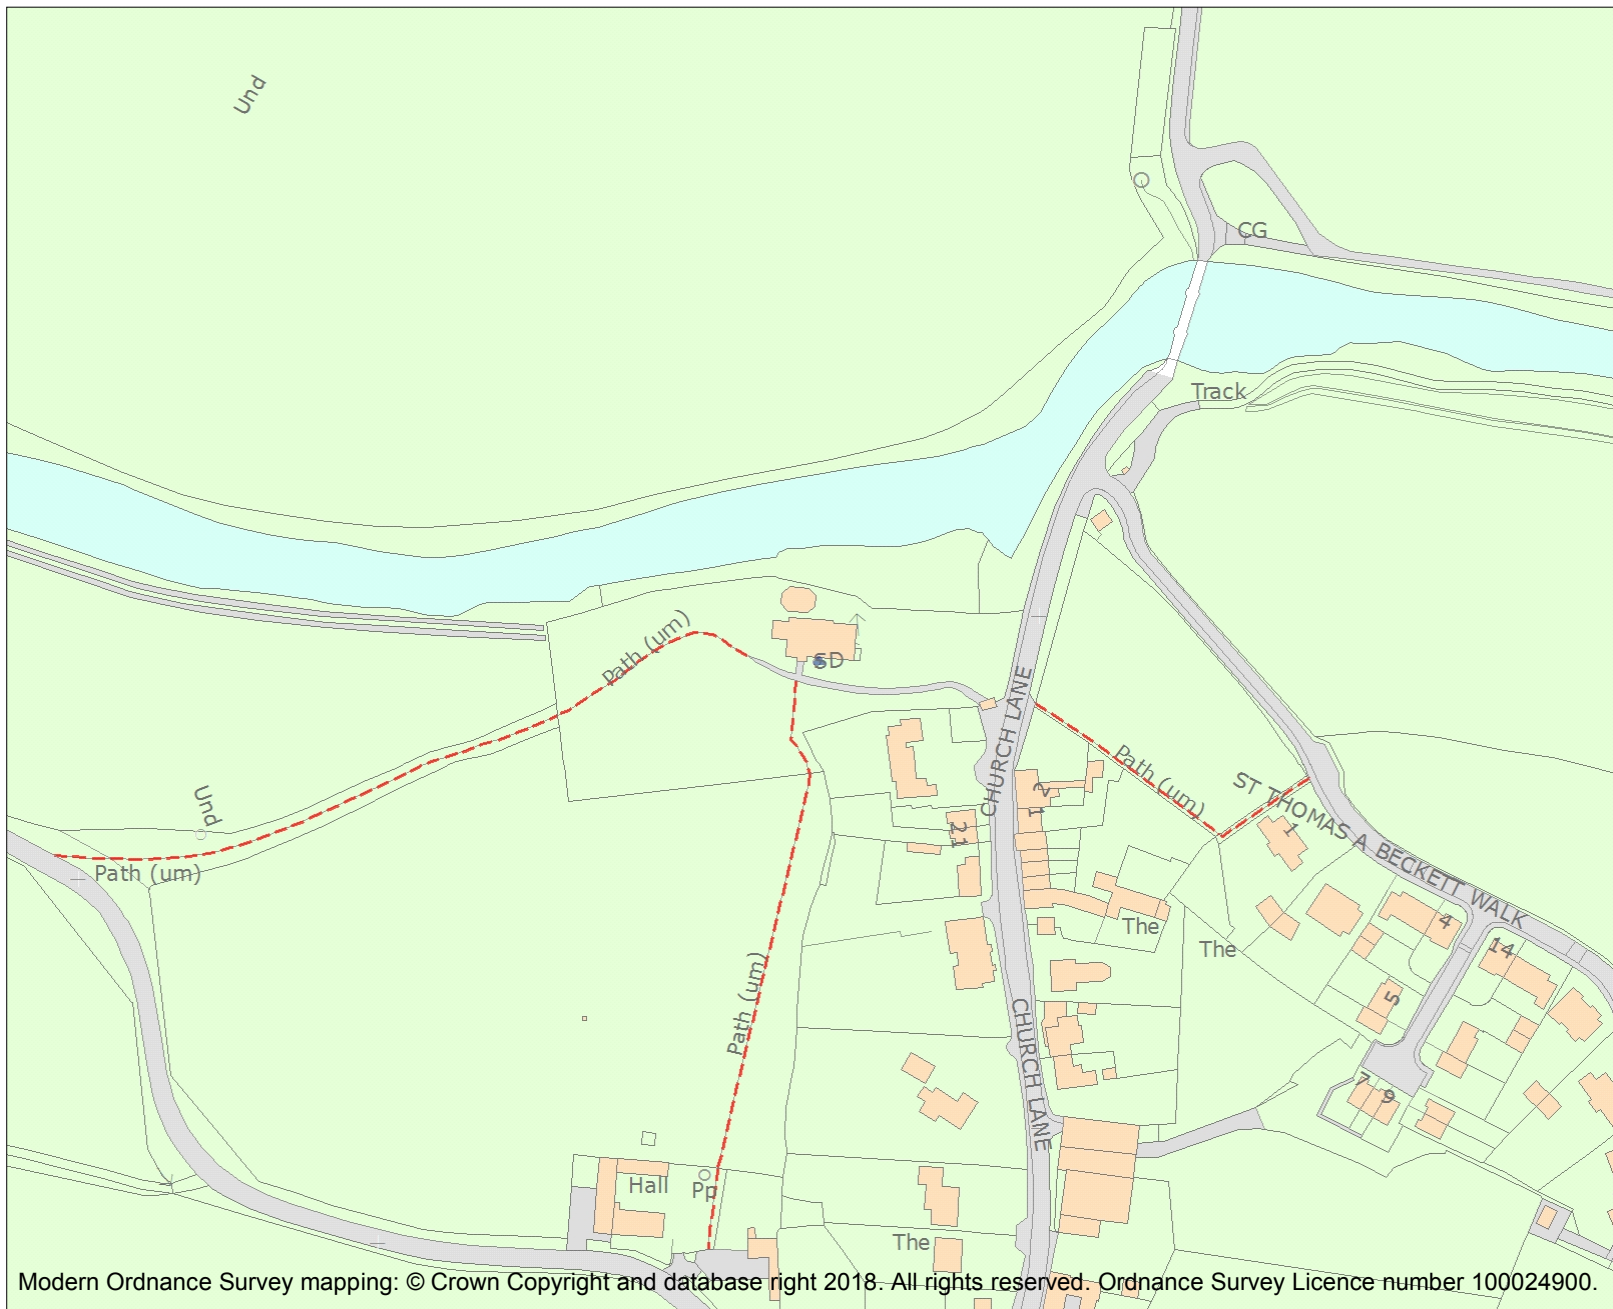 Und
CG
Track
Path (um)
SD
CHURCH LANE
Path (um)
ST THOMAS A BECKETT WALK
Und
2
1
21
1
Path (um)
The
The
4
14
5
Path (um)
CHURCH LANE
7
9
Hall
Pp
The
Modern Ordnance Survey mapping: © Crown Copyright and database right 2018. All rights reserved. Ordnance Survey Licence number 100024900.